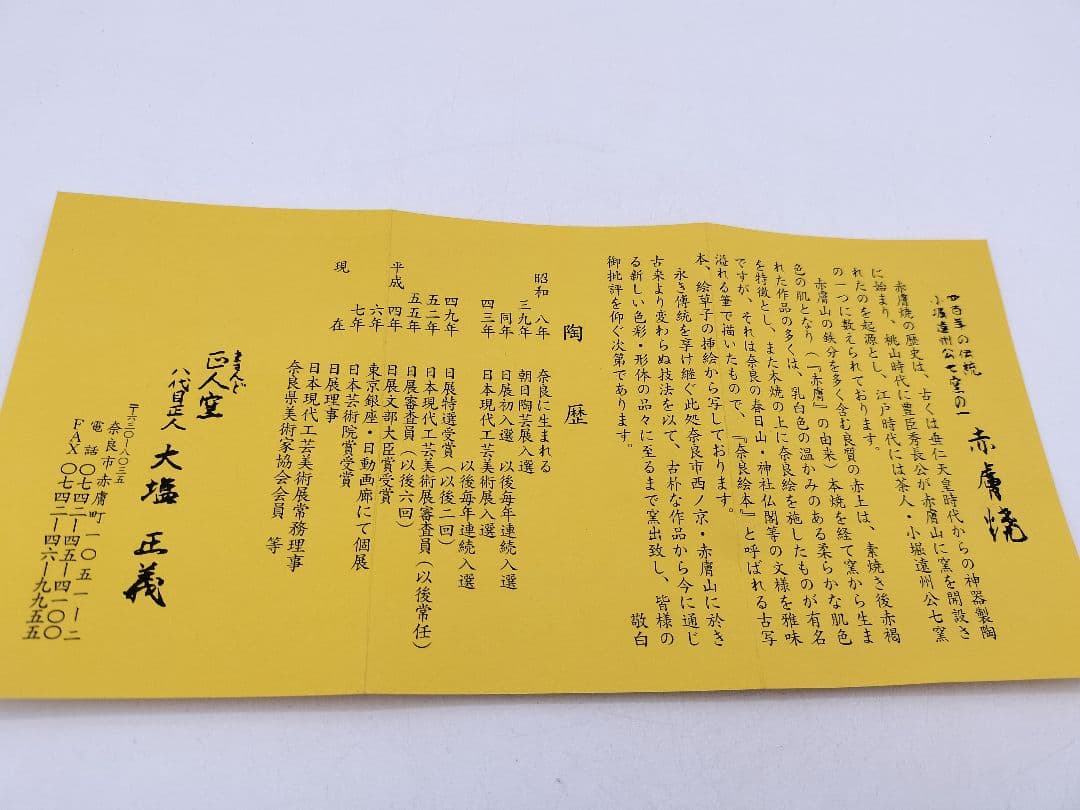 四百年の伝統
小堀遠州公七窯の一
赤膚焼
赤膚焼の歴史は、古くは垂仁天皇時代からの神器製陶
に始まり、桃山時代に豊臣秀長公が赤膚山に窯を開設さ
れたのを起源とし、江戸時代には茶人・小堀遠州公七窯
の一つに数えられております。
赤膚山の鉄分を多く含む良質の赤土は、素焼き後赤褐
色の肌となり(『赤膚』の由来)本焼を経て窯から生ま
れた作品の多くは、乳白色の温かみのある柔らかな肌色
を特徴とし、また本焼の上に奈良絵を施したものが有名
ですが、それは奈良の春日山・神社仏閣等の文様を雅味
溢れる筆で描いたもので、『奈良絵本』と呼ばれる古写
本、絵草子の挿絵から写しております。
永き伝統を享け継ぐ此処奈良市西ノ京・赤膚山に於き
古来より変わらぬ技法を以て、古朴な作品から今に通じ
る新しい色彩・形体の品々に至るまで窯出致し、皆様の
御批評を仰ぐ次第であります。
敬白
陶歴
昭和 八年 奈良に生まれる
三九年 朝日陶芸展入選
同年 日展初入選 以後毎年連続入選
四三年 日本現代工芸美術展入選
以後毎年連続入選
四九年 日展特選受賞(以後二回)
五二年 日本現代工芸美術展審査員(以後常任)
五五年 日展審査員(以後六回)
平成 四年 日展文部大臣賞受賞
六年 東京銀座・日動画廊にて個展
七年 日本芸術院賞受賞
現在 日展理事
日本現代工芸美術展常務理事
奈良県美術家協会会員 等
まさんど
正人窯
八代目正人 大塩正義
〒六三〇-八〇三五
奈良市赤膚町一〇五一-二
電話 〇七四二-四五-四一〇〇
FAX 〇七四二-四六-九九五五